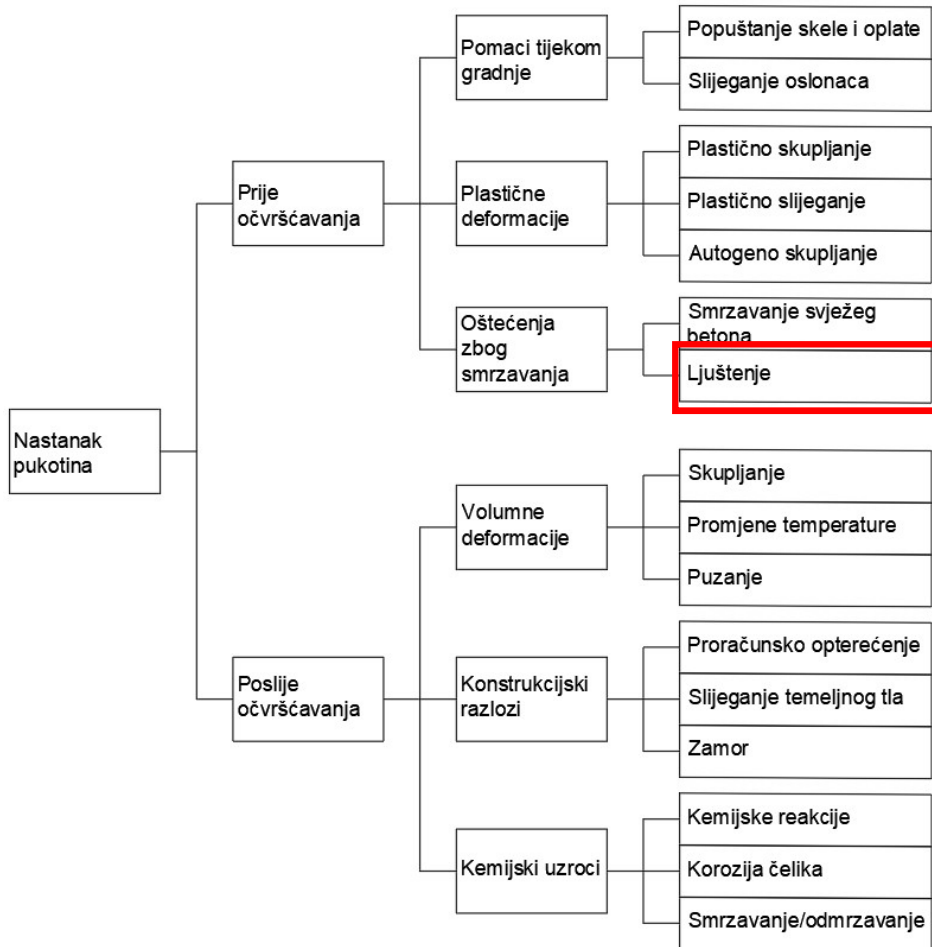 Nastanak
pukotina
Prije
očvršćavanja
Pomaci tijekom
gradnje
Popuštanje skele i oplate
Slijeganje oslonaca
Plastične
deformacije
Plastično skupljanje
Plastično slijeganje
Autogeno skupljanje
Oštećenja
zbog
smrzavanja
Smrzavanje svježeg
betona
Ljuštenje
Poslije
očvršćavanja
Volumne
deformacije
Skupljanje
Promjene temperature
Puzanje
Konstrukcijski
razlozi
Proračunsko opterećenje
Slijeganje temeljnog tla
Zamor
Kemijski uzroci
Kemijske reakcije
Korozija čelika
Smrzavanje/odmrzavanje